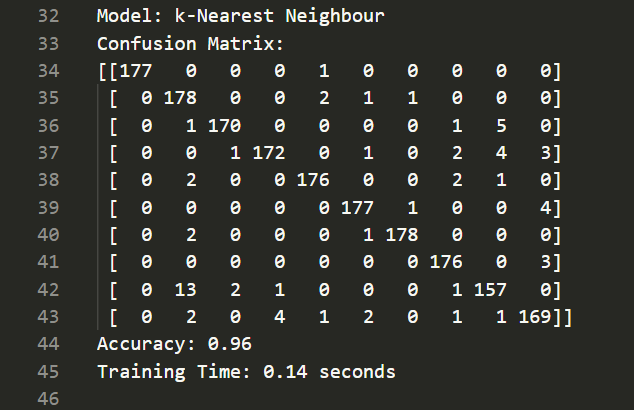 32 Model: k-Nearest Neighbour
33 Confusion Matrix:
34 [[177   0   0   0   1   0   0   0   0   0]
35  [  0 178   0   0   2   1   1   0   0   0]
36  [  0   1 170   0   0   0   0   1   5   0]
37  [  0   0   1 172   0   1   0   2   4   3]
38  [  0   2   0   0 176   0   0   2   1   0]
39  [  0   0   0   0   0 177   1   0   0   4]
40  [  0   2   0   0   0   1 178   0   0   0]
41  [  0   0   0   0   0   0   0 176   0   3]
42  [  0  13   2   1   0   0   0   1 157   0]
43  [  0   2   0   4   1   2   0   1   1 169]]
44 Accuracy: 0.96
45 Training Time: 0.14 seconds
46